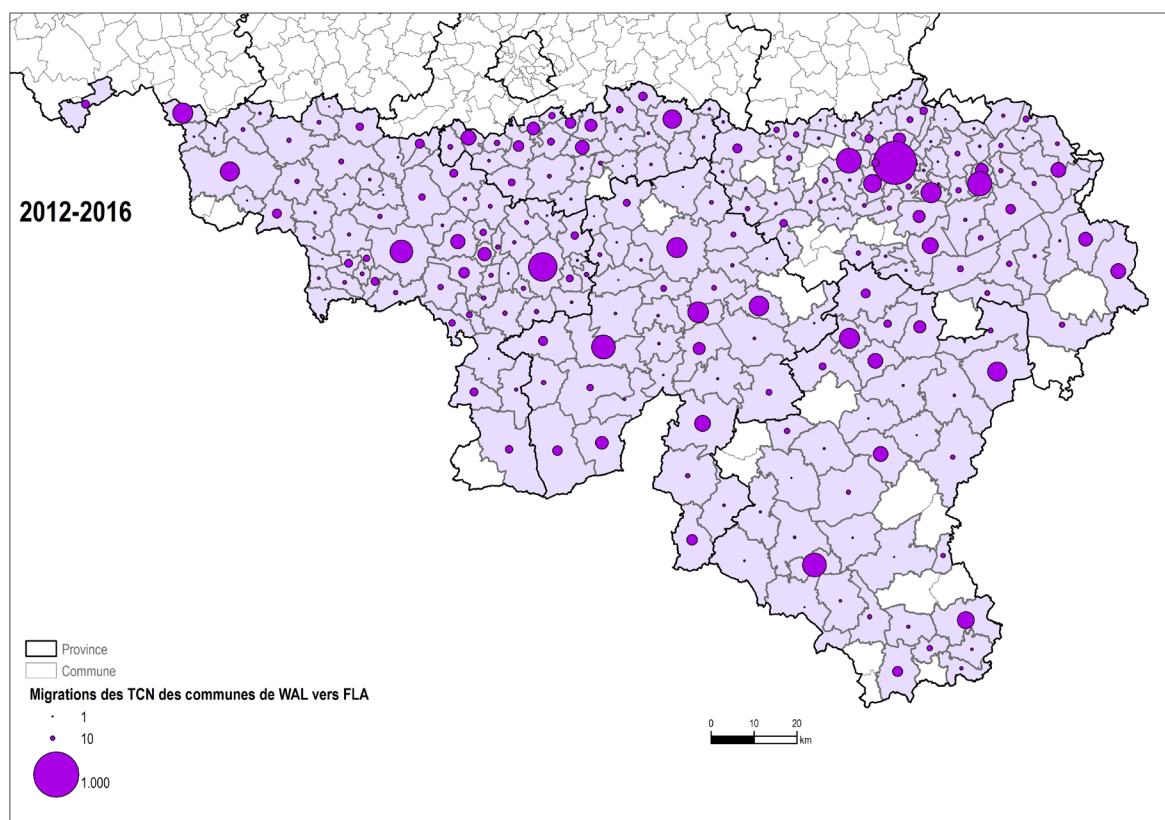 2012-2016
Province
Commune
Migrations des TCN des communes de WAL vers FLA
1
10
1.000
0 10 20
km